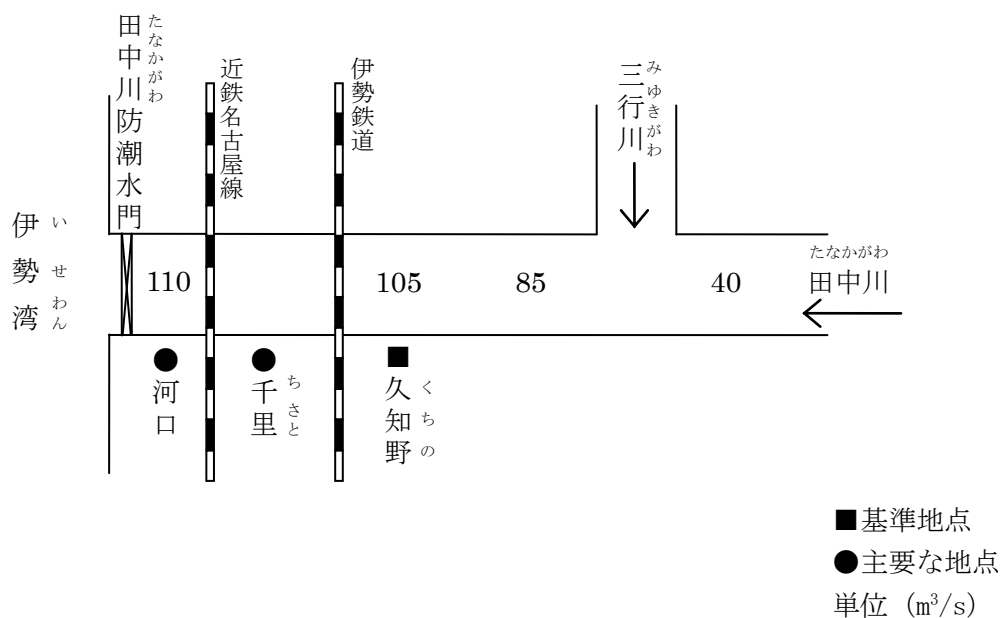 田中川防潮水門
たなかがわ
近鉄名古屋線
伊勢鉄道
三行川
みゆきがわ
伊勢湾
いせわん
110
105
85
40
たなかがわ
田中川
河口
千里
ちさと
久知野
くちの
■基準地点
●主要な地点
単位 (m³/s)